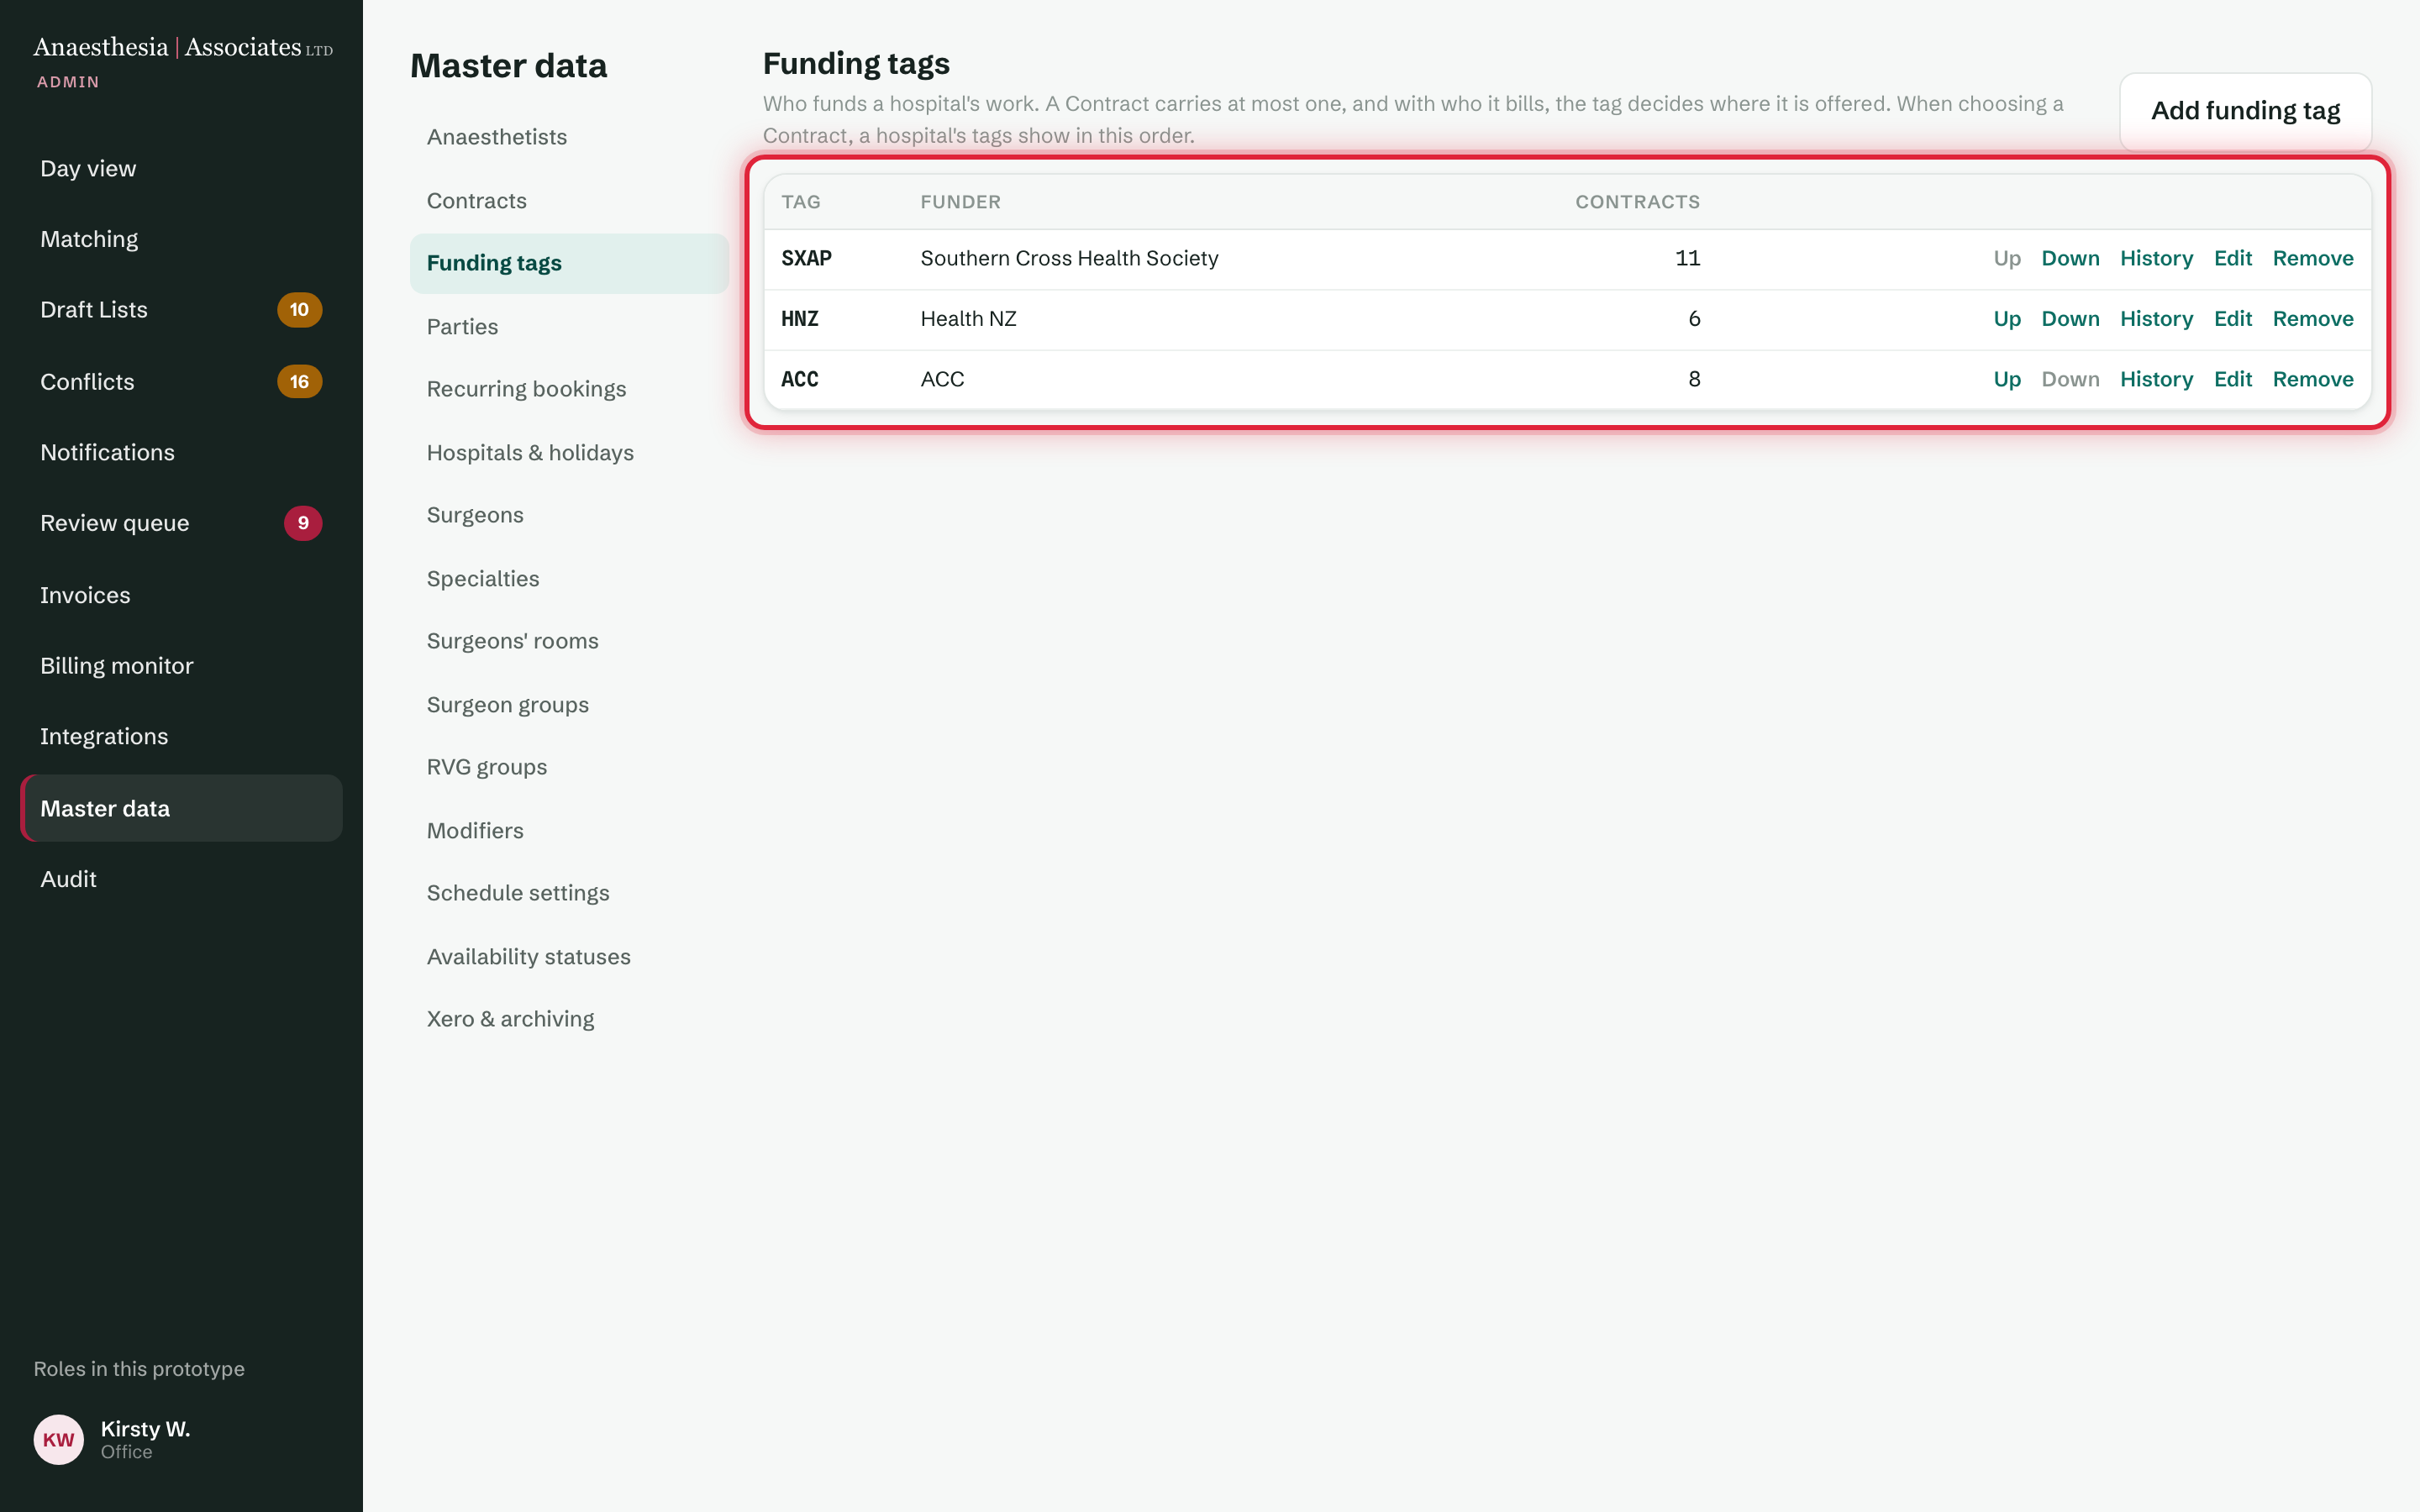 Anaesthesia | Associates LTD
ADMIN
Day view
Matching
Draft Lists 10
Conflicts 16
Notifications
Review queue 9
Invoices
Billing monitor
Integrations
Master data
Audit
Roles in this prototype
KW
Kirsty W.
Office
Master data
Anaesthetists
Contracts
Funding tags
Parties
Recurring bookings
Hospitals & holidays
Surgeons
Specialties
Surgeons' rooms
Surgeon groups
RVG groups
Modifiers
Schedule settings
Availability statuses
Xero & archiving
Funding tags
Who funds a hospital's work. A Contract carries at most one, and with who it bills, the tag decides where it is offered. When choosing a
Contract, a hospital's tags show in this order.
Add funding tag
TAG FUNDER CONTRACTS
SXAP Southern Cross Health Society 11 Up Down History Edit Remove
HNZ Health NZ 6 Up Down History Edit Remove
ACC ACC 8 Up Down History Edit Remove